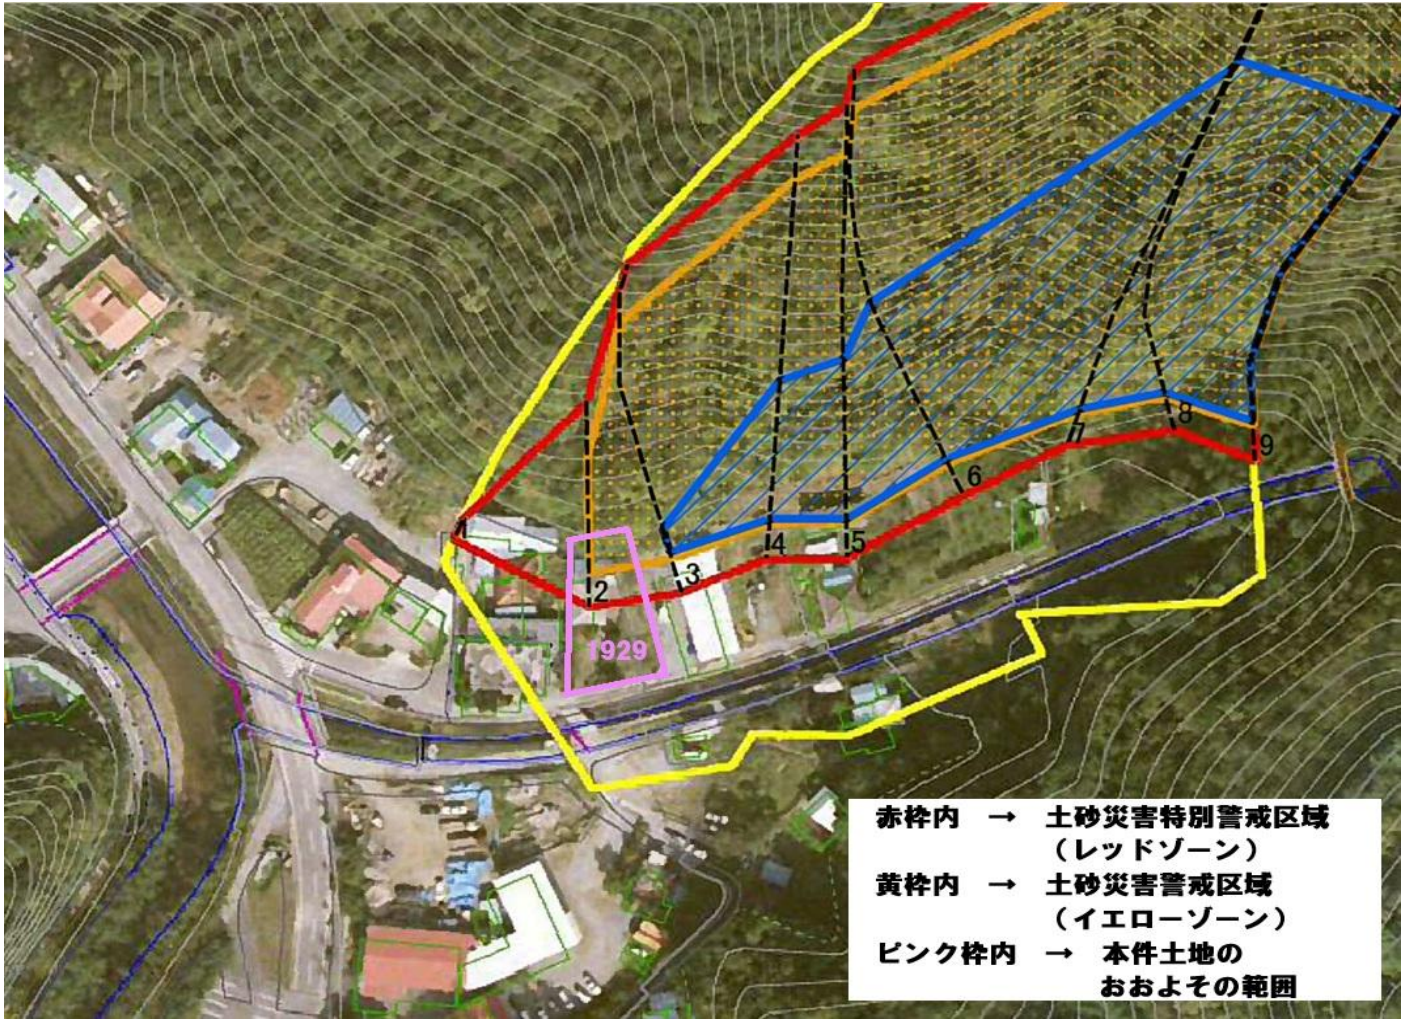 1
2
3
4
5
6
7
8
9
1929
赤枠内 → 土砂災害特別警戒区域
（レッドゾーン）
黄枠内 → 土砂災害警戒区域
（イエローゾーン）
ピンク枠内 → 本件土地の
おおよその範囲